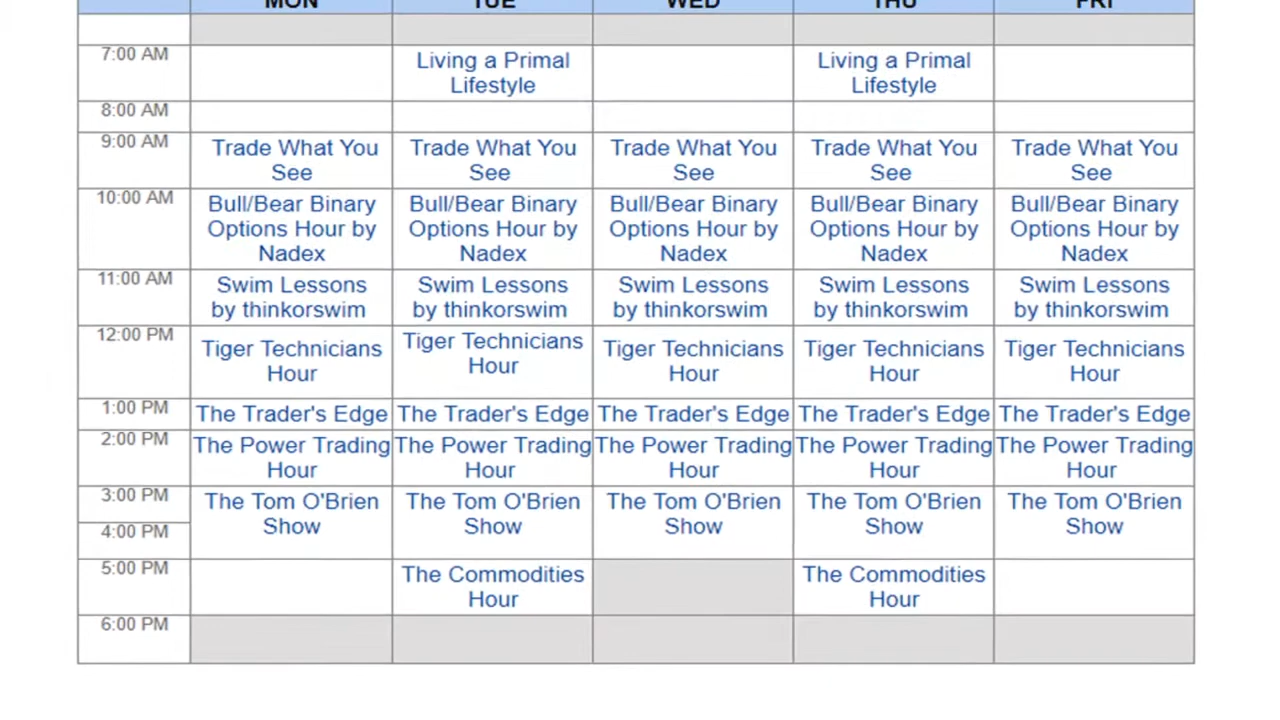 MON TUE WED THU FRI
7:00 AM
Living a Primal Living a Primal
Lifestyle Lifestyle
8:00 AM
9:00 AM
Trade What You Trade What You Trade What You Trade What You Trade What You
See See See See See
10:00 AM
Bull/Bear Binary Bull/Bear Binary Bull/Bear Binary Bull/Bear Binary Bull/Bear Binary
Options Hour by Options Hour by Options Hour by Options Hour by Options Hour by
Nadex Nadex Nadex Nadex Nadex
11:00 AM
Swim Lessons Swim Lessons Swim Lessons Swim Lessons Swim Lessons
by thinkorswim by thinkorswim by thinkorswim by thinkorswim by thinkorswim
12:00 PM
Tiger Technicians Tiger Technicians Tiger Technicians Tiger Technicians Tiger Technicians
Hour Hour Hour Hour Hour
1:00 PM The Trader's Edge The Trader's Edge The Trader's Edge The Trader's Edge The Trader's Edge
2:00 PM The Power Trading The Power Trading The Power Trading The Power Trading The Power Trading
Hour Hour Hour Hour Hour
3:00 PM The Tom O'Brien The Tom O'Brien The Tom O'Brien The Tom O'Brien The Tom O'Brien
4:00 PM Show Show Show Show Show
5:00 PM The Commodities The Commodities
Hour Hour
6:00 PM